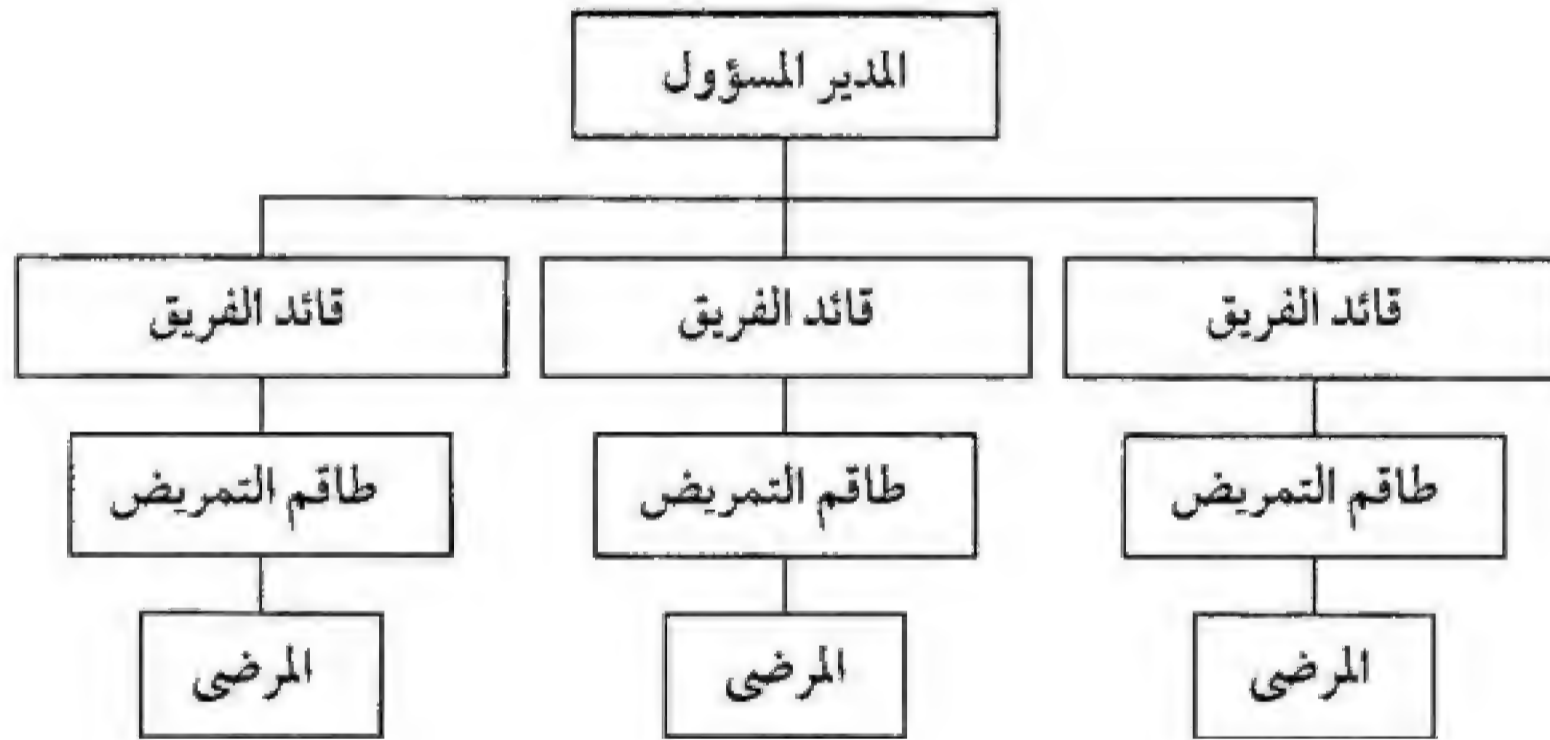 المدير المسؤول
قائد الفريق
قائد الفريق
قائد الفريق
طاقم التمريض
طاقم التمريض
طاقم التمريض
المرضى
المرضى
المرضى